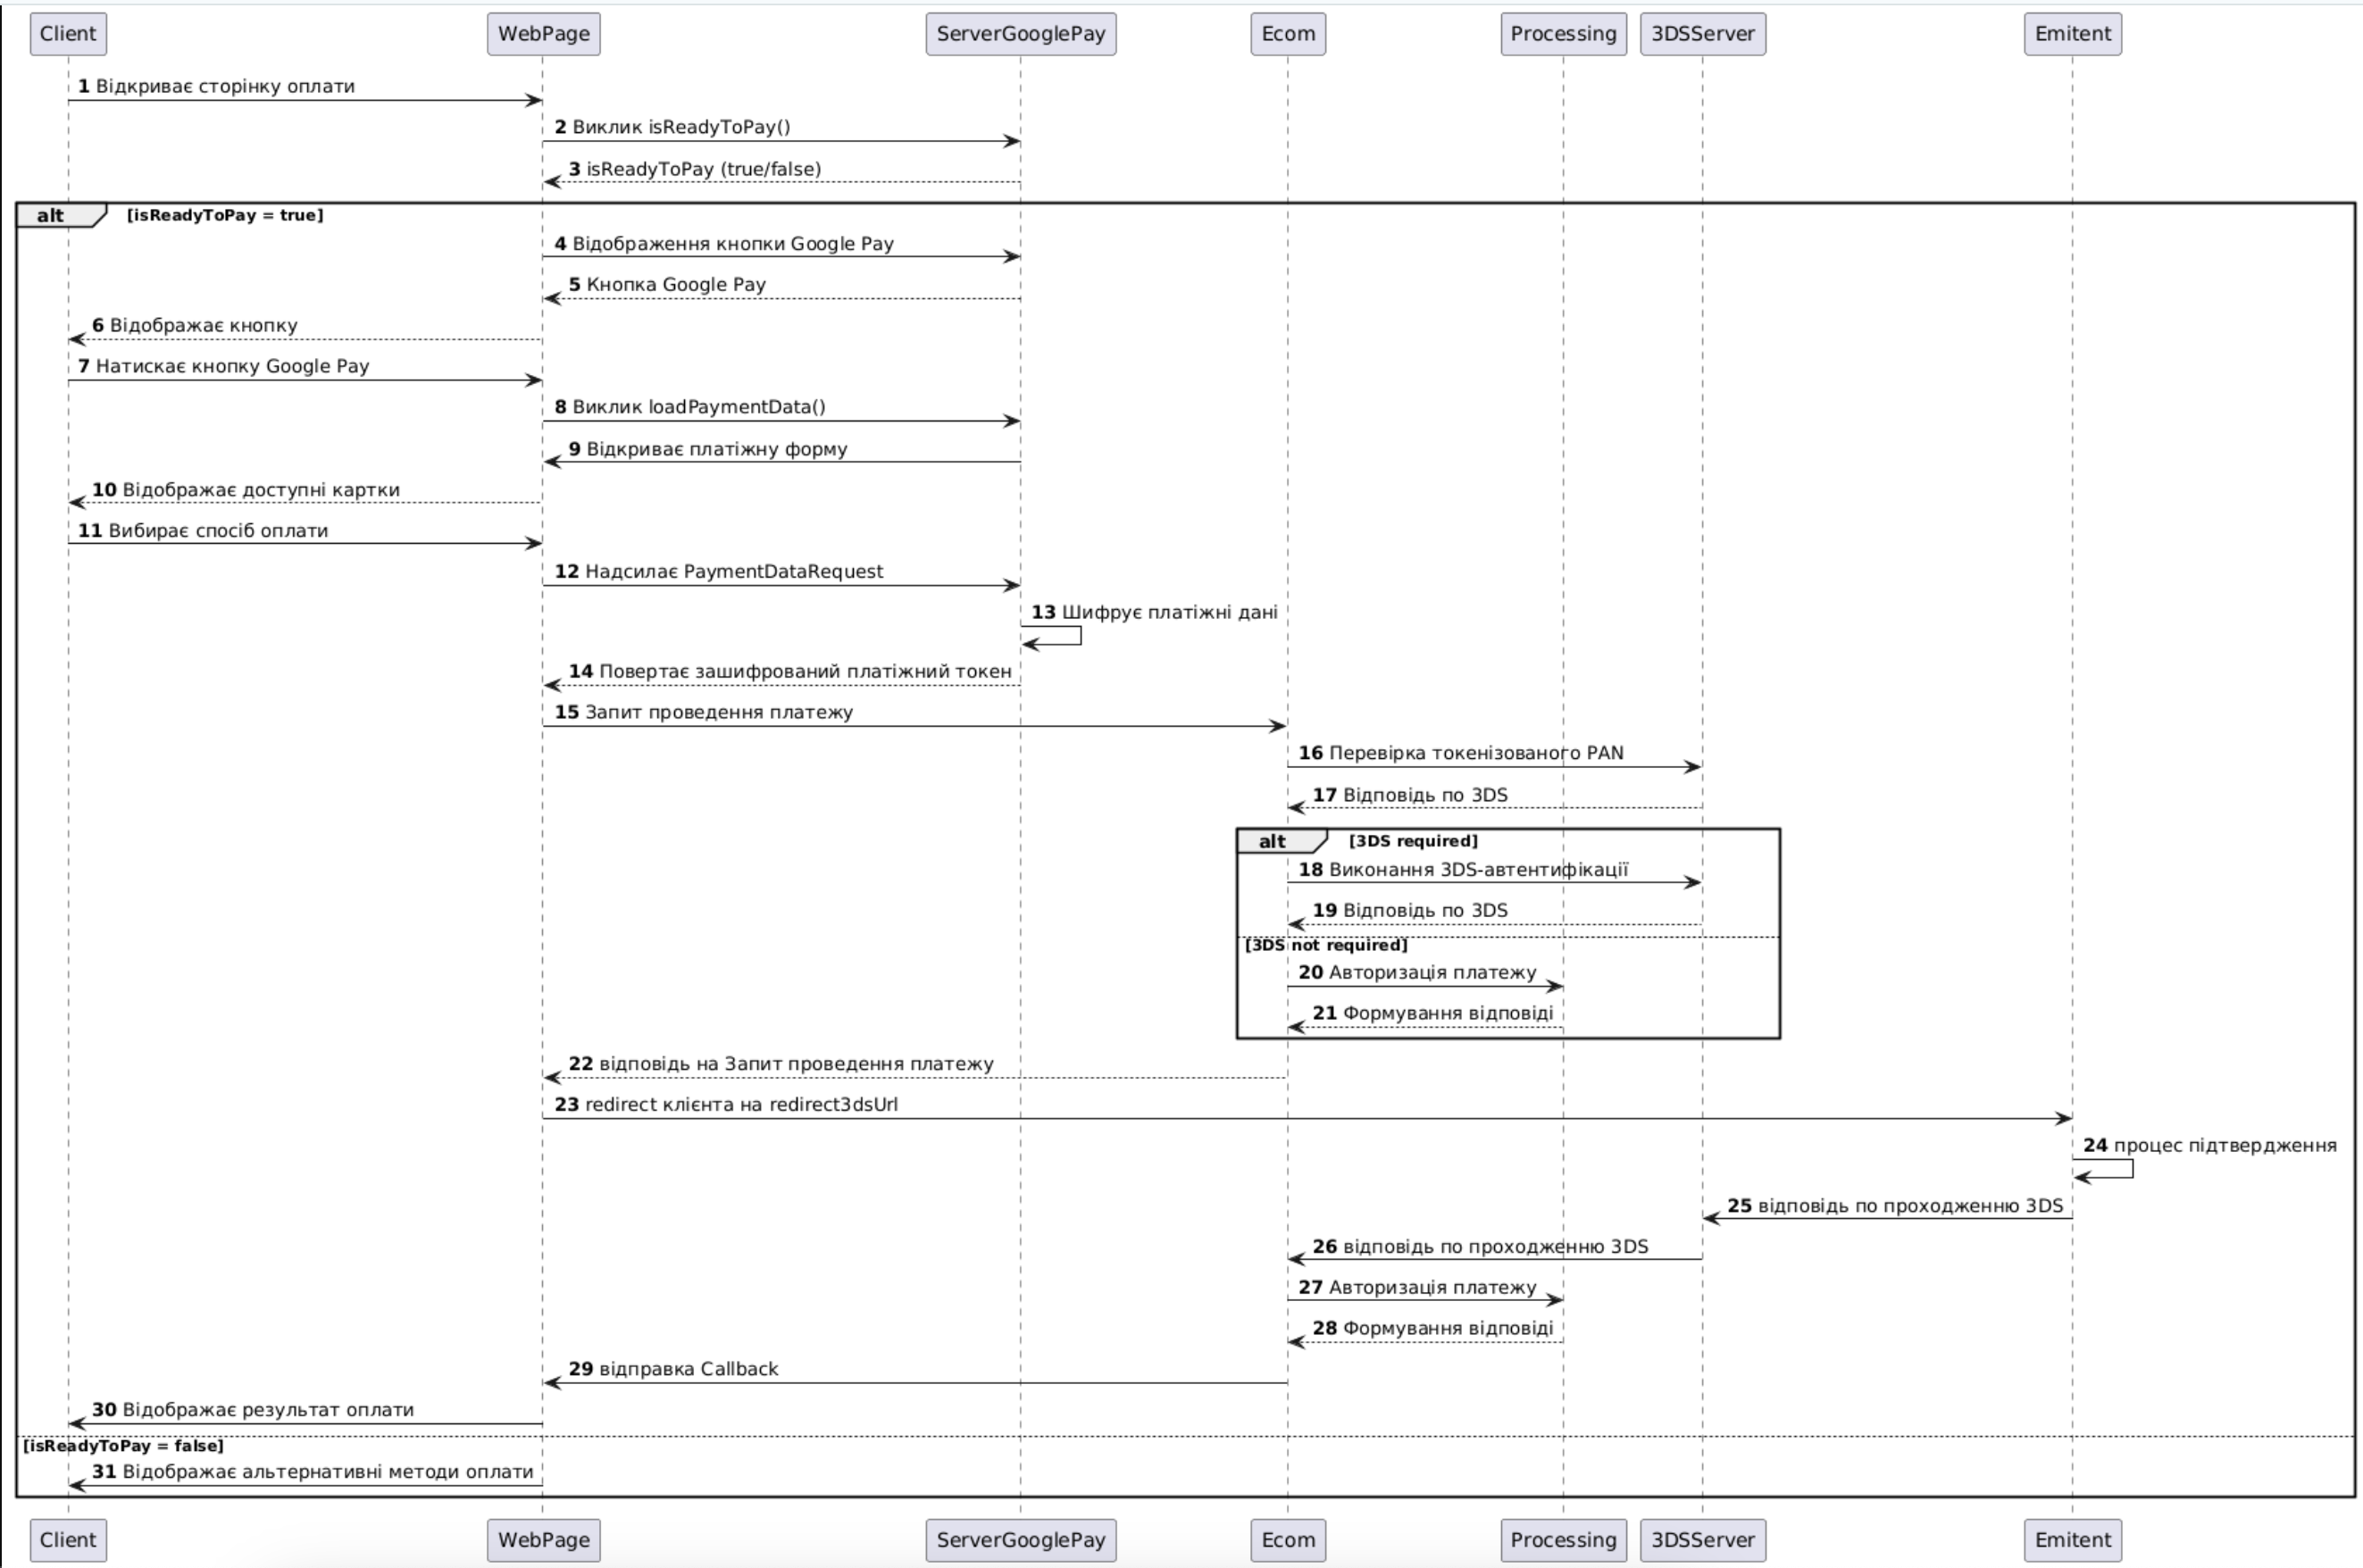 Client WebPage ServerGooglePay Ecom Processing 3DSServer Emitent
1 Відкриває сторінку оплати
2 Виклик isReadyToPay()
3 isReadyToPay (true/false)
alt [isReadyToPay = true]
4 Відображення кнопки Google Pay
5 Кнопка Google Pay
6 Відображає кнопку
7 Натискає кнопку Google Pay
8 Виклик loadPaymentData()
9 Відкриває платіжну форму
10 Відображає доступні картки
11 Вибирає спосіб оплати
12 Надсилає PaymentDataRequest
13 Шифрує платіжні дані
14 Повертає зашифрований платіжний токен
15 Запит проведення платежу
16 Перевірка токенізованого PAN
17 Відповідь по 3DS
alt [3DS required]
18 Виконання 3DS-автентифікації
19 Відповідь по 3DS
[3DS not required]
20 Авторизація платежу
21 Формування відповіді
22 відповідь на Запит проведення платежу
23 redirect клієнта на redirect3dsUrl
24 процес підтвердження
25 відповідь по проходженню 3DS
26 відповідь по проходженню 3DS
27 Авторизація платежу
28 Формування відповіді
29 відправка Callback
30 Відображає результат оплати
[isReadyToPay = false]
31 Відображає альтернативні методи оплати
Client WebPage ServerGooglePay Ecom Processing 3DSServer Emitent